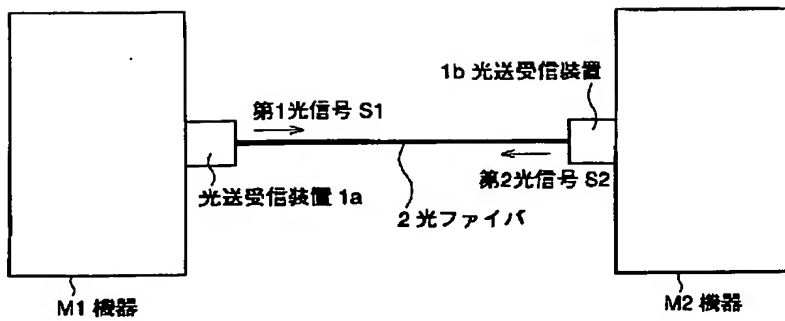 1b 光送受信装置
第1光信号 S1
第2光信号 S2
光送受信装置 1a
2 光ファイバ
M1 機器
M2 機器